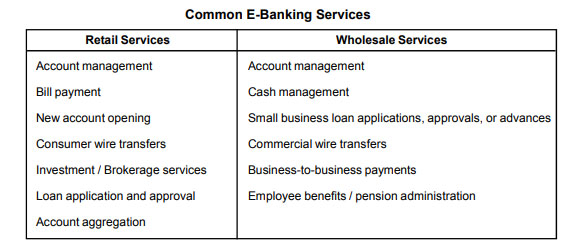 Common E-Banking Services
Retail Services
Wholesale Services
Account management
Account management
Bill payment
Cash management
New account opening
Small business loan applications, approvals, or advances
Consumer wire transfers
Commercial wire transfers
Investment / Brokerage services
Business-to-business payments
Loan application and approval
Employee benefits / pension administration
Account aggregation